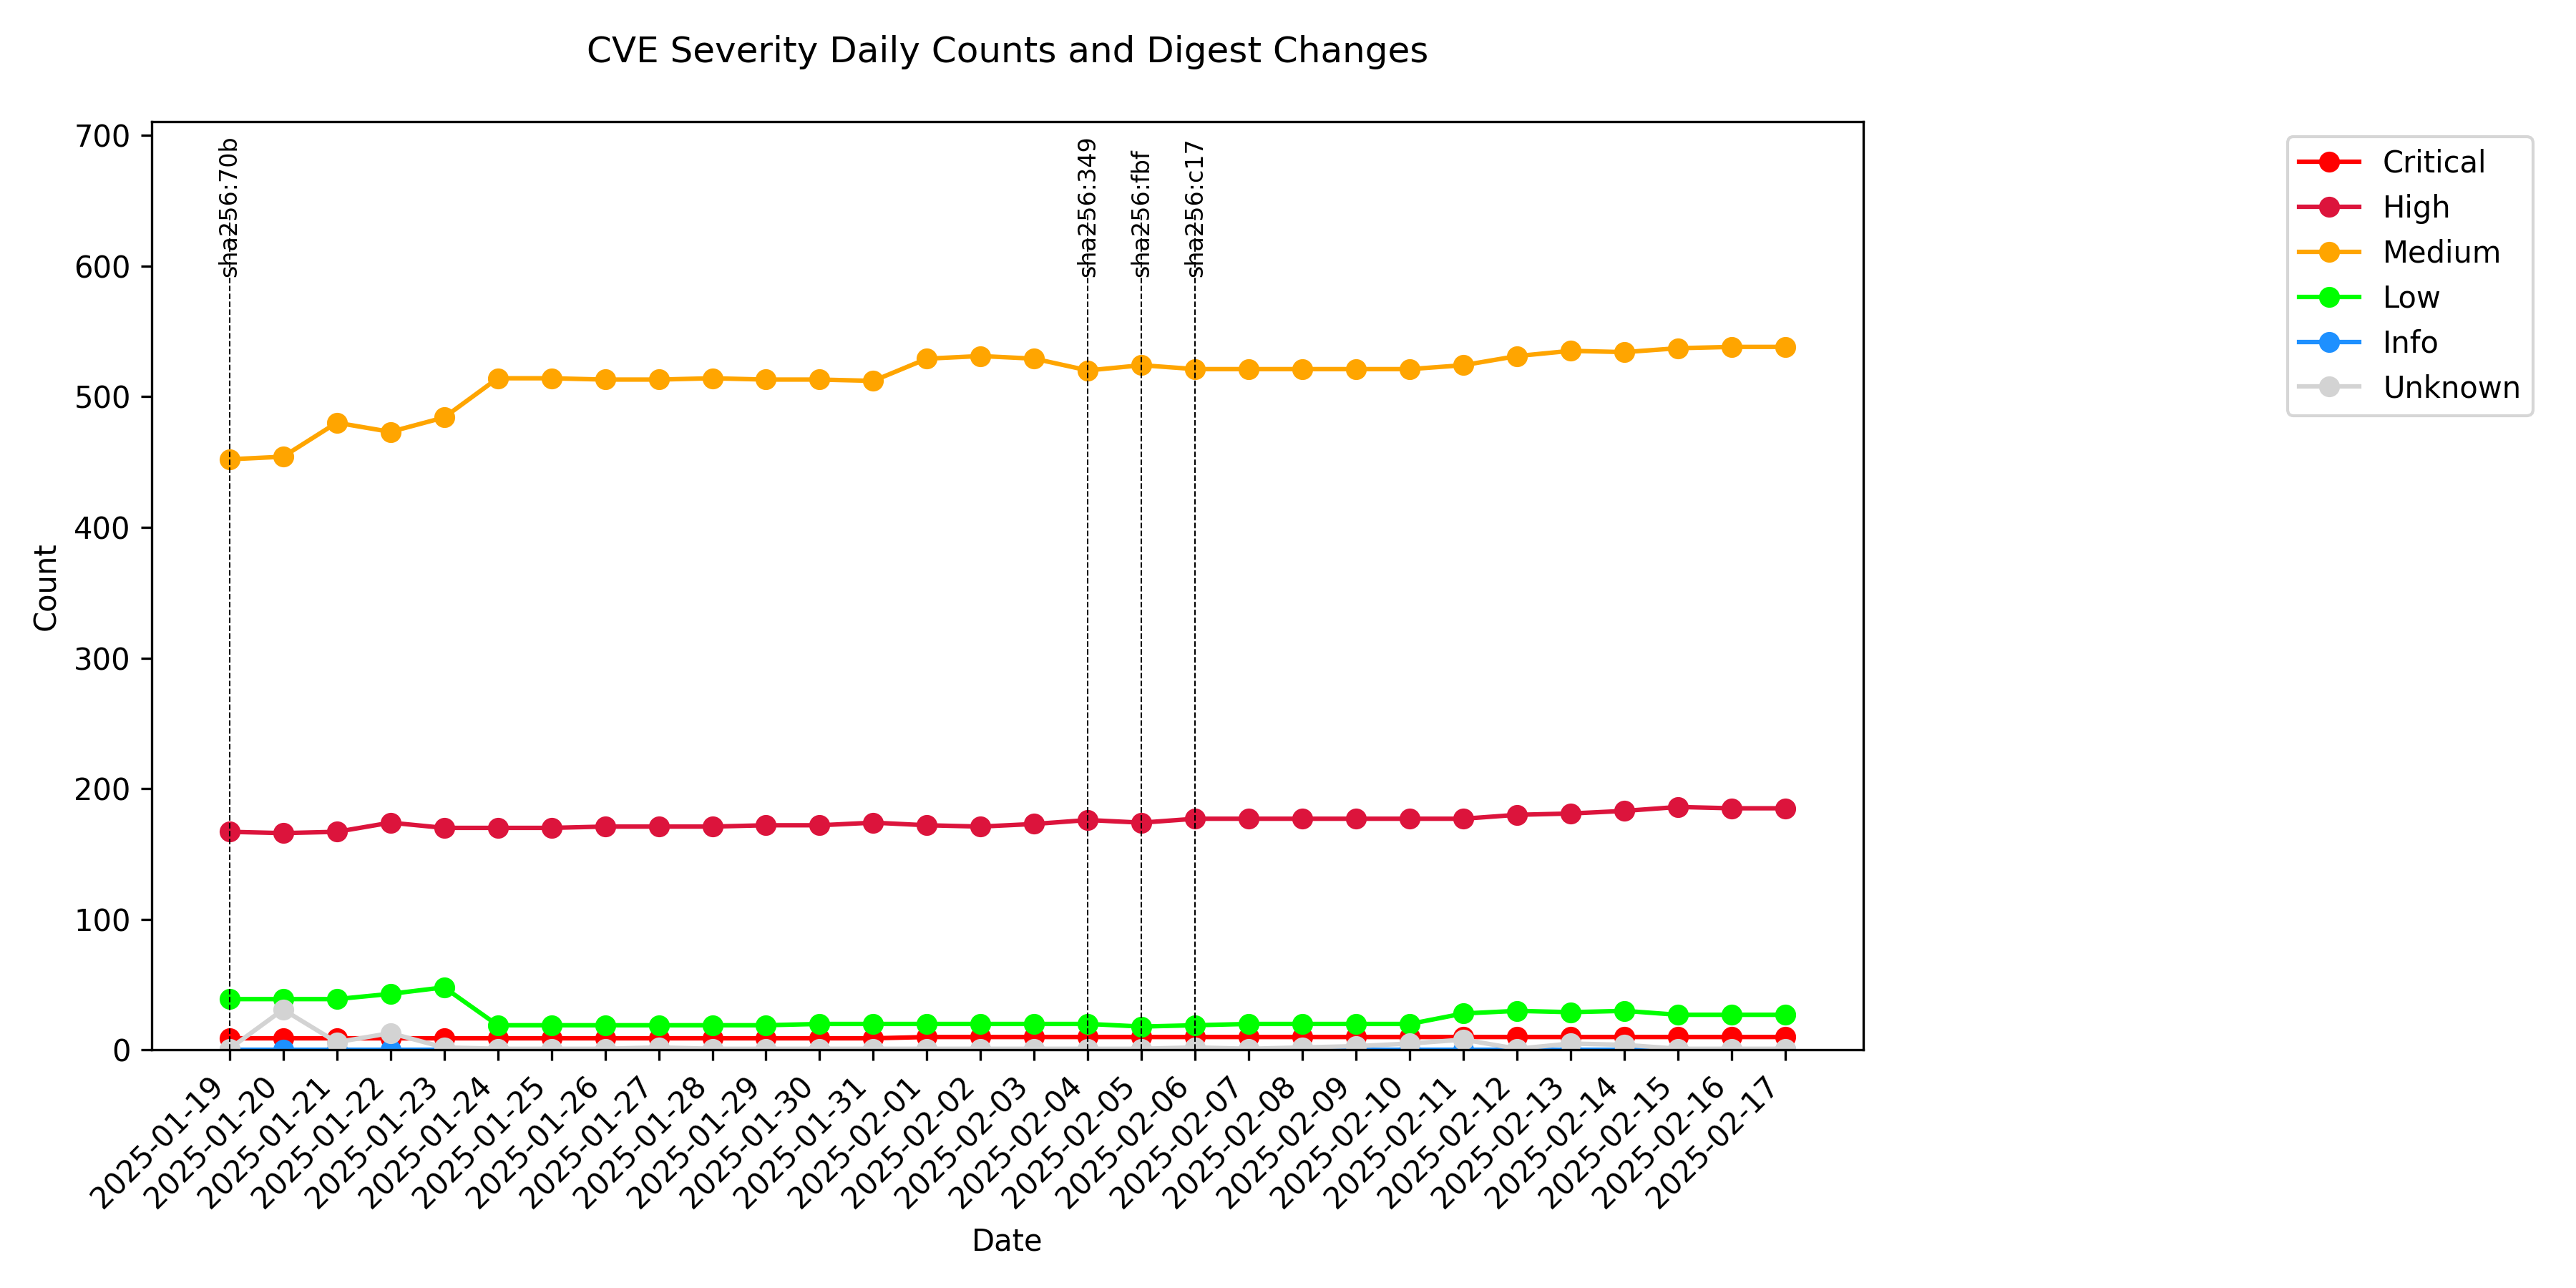 CVE Severity Daily Counts and Digest Changes
700
600
500
400
300
200
100
0
Count
sha256:70b
sha256:349
sha256:fbf
sha256:c17
Critical
High
Medium
Low
Info
Unknown
2025-01-19
2025-01-20
2025-01-21
2025-01-22
2025-01-23
2025-01-24
2025-01-25
2025-01-26
2025-01-27
2025-01-28
2025-01-29
2025-01-30
2025-01-31
2025-02-01
2025-02-02
2025-02-03
2025-02-04
2025-02-05
2025-02-06
2025-02-07
2025-02-08
2025-02-09
2025-02-10
2025-02-11
2025-02-12
2025-02-13
2025-02-14
2025-02-15
2025-02-16
2025-02-17
Date